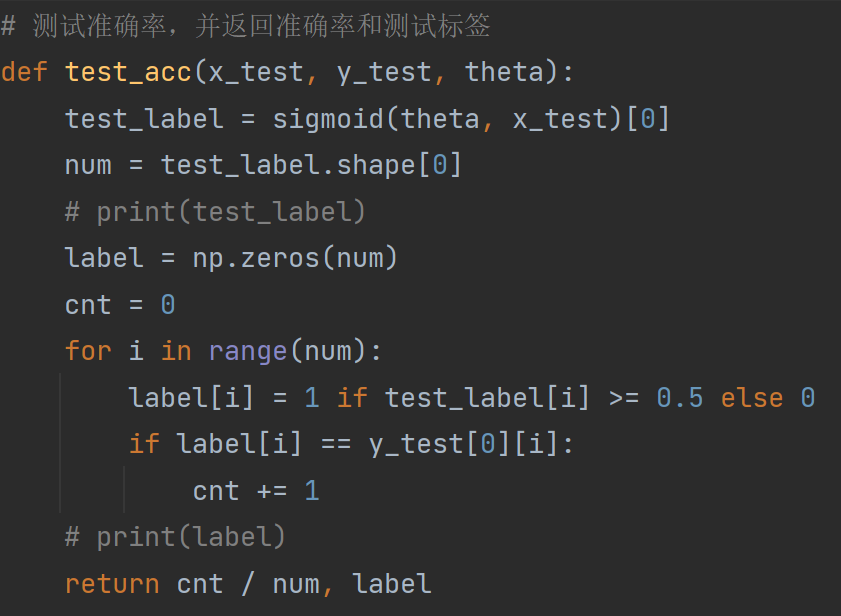 # 测试准确率，并返回准确率和测试标签
def test_acc(x_test, y_test, theta):
    test_label = sigmoid(theta, x_test)[0]
    num = test_label.shape[0]
    # print(test_label)
    label = np.zeros(num)
    cnt = 0
    for i in range(num):
        label[i] = 1 if test_label[i] >= 0.5 else 0
        if label[i] == y_test[0][i]:
            cnt += 1
    # print(label)
    return cnt / num, label